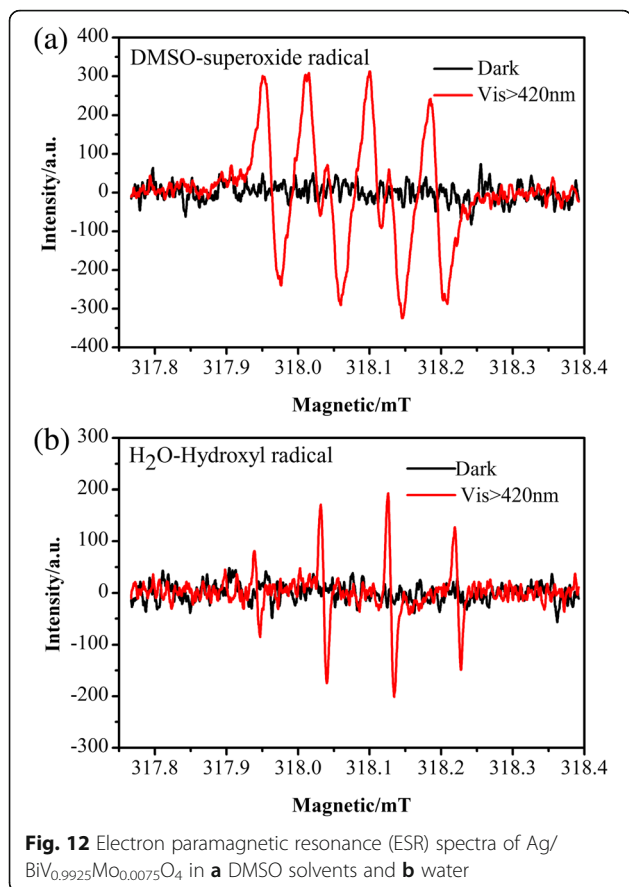 (a)
DMSO-superoxide radical
Dark
Vis>420nm
400
300
200
100
0
-100
-200
-300
-400
Intensity/a.u.
317.8 317.9 318.0 318.1 318.2 318.3 318.4
Magnetic/mT
(b)
H₂O-Hydroxyl radical
Dark
Vis>420nm
300
200
100
0
-100
-200
-300
Intensity/a.u.
317.8 317.9 318.0 318.1 318.2 318.3 318.4
Magnetic/mT
Fig. 12 Electron paramagnetic resonance (ESR) spectra of Ag/
BiV₀.₉₉₂₅Mo₀.₀₀₇₅O₄ in a DMSO solvents and b water